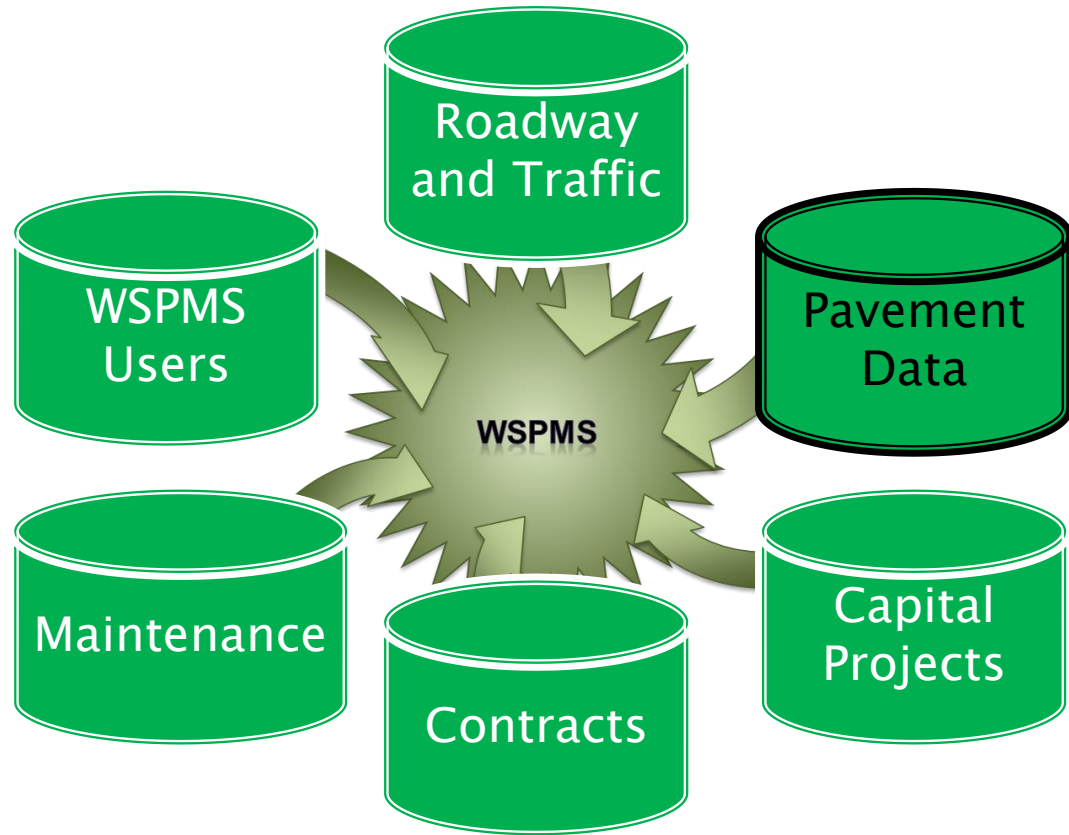 Roadway
and Traffic
WSPMS
Users
Pavement
Data
WSPMS
Maintenance
Capital
Projects
Contracts